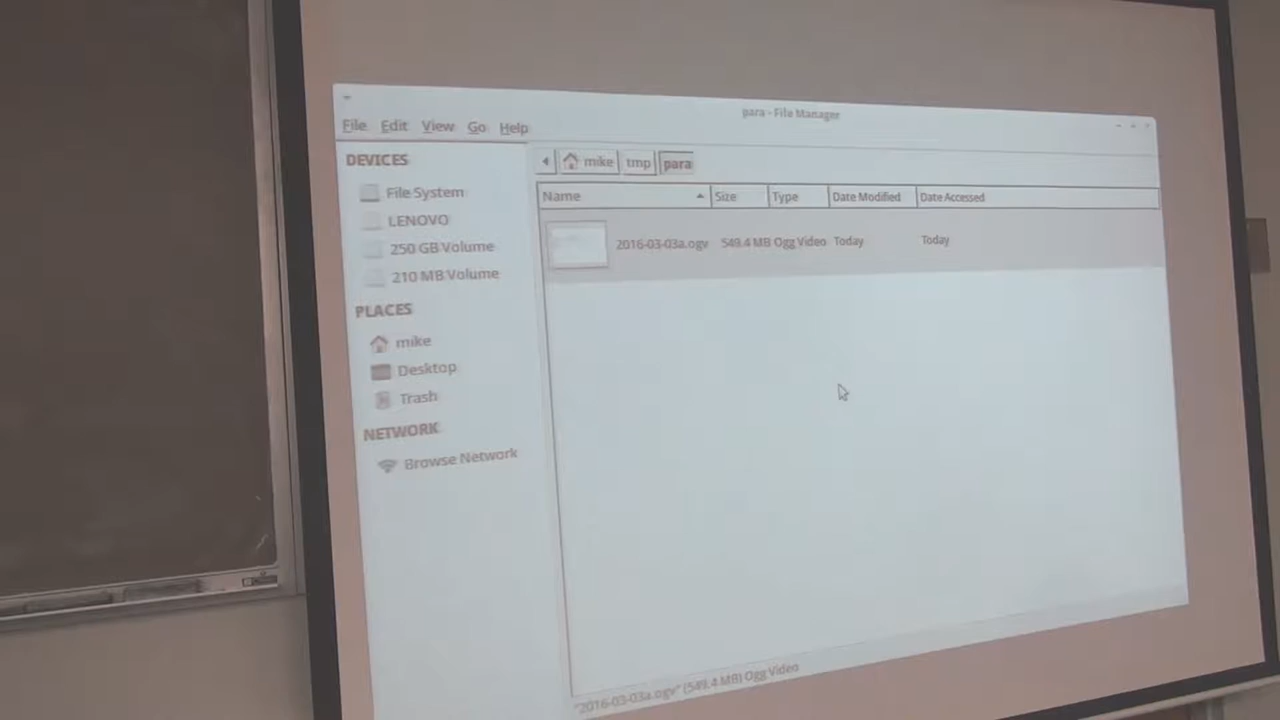 para - File Manager
File Edit View Go Help
DEVICES
File System
LENOVO
250 GB Volume
210 MB Volume
PLACES
mike
Desktop
Trash
NETWORK
Browse Network
mike tmp para
Name Size Type Date Modified Date Accessed
2016-03-03a.ogv 549.4 MB Ogg Video Today Today
"2016-03-03a.ogv" (549.4 MB) Ogg Video